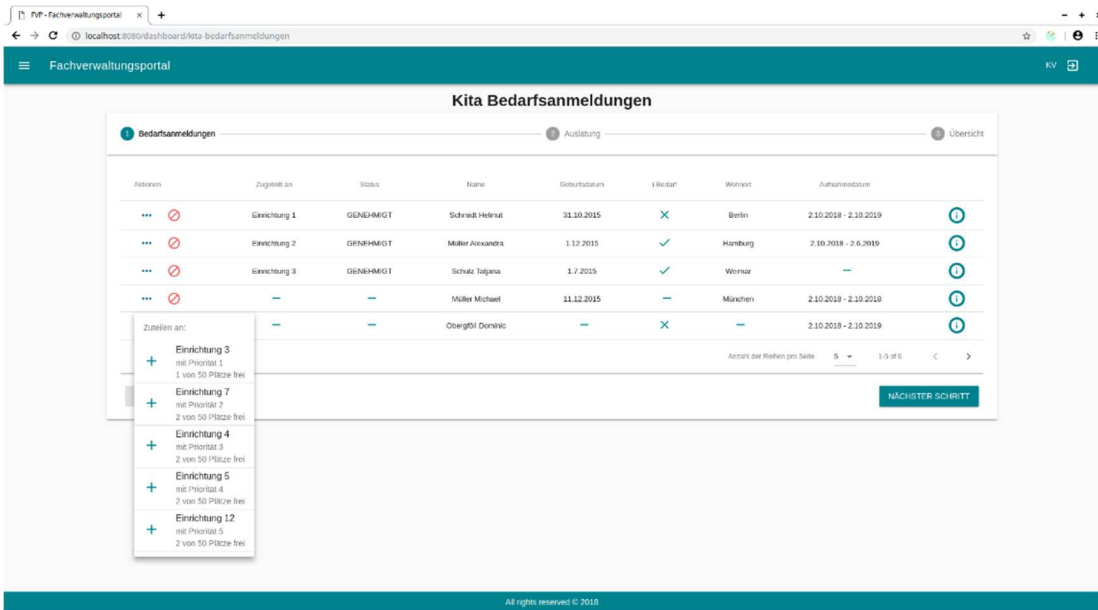 FVP - Fachverwaltungsportal
localhost:8080/dashboard/kita-bedarfsanmeldungen
Fachverwaltungsportal KV
Kita Bedarfsanmeldungen
1 Bedarfsanmeldungen 2 Auslatung 3 Übersicht
Aktionen Zugeteilt an Status Name Geburtsdatum I-Bedarf Wohnort Aufnahmedatum
Einrichtung 1 GENEHMIGT Schmidt Helmut 31.10.2015 Berlin 2.10.2018 - 2.10.2019
Einrichtung 2 GENEHMIGT Müller Alexandra 1.12.2015 Hamburg 2.10.2018 - 2.6.2019
Einrichtung 3 GENEHMIGT Schulz Tatjana 1.7.2015 Weimar –
– – Müller Michael 11.12.2015 – München 2.10.2018 - 2.10.2018
– – Obergföll Dominic – – 2.10.2018 - 2.10.2019
Anzahl der Reihen pro Seite 5 1-5 of 6
NÄCHSTER SCHRITT
Zuteilen an:
Einrichtung 3
mit Priorität 1
1 von 50 Plätze frei
Einrichtung 7
mit Priorität 2
2 von 50 Plätze frei
Einrichtung 4
mit Priorität 3
2 von 50 Plätze frei
Einrichtung 5
mit Priorität 4
2 von 50 Plätze frei
Einrichtung 12
mit Priorität 5
2 von 50 Plätze frei
All rights reserved © 2018